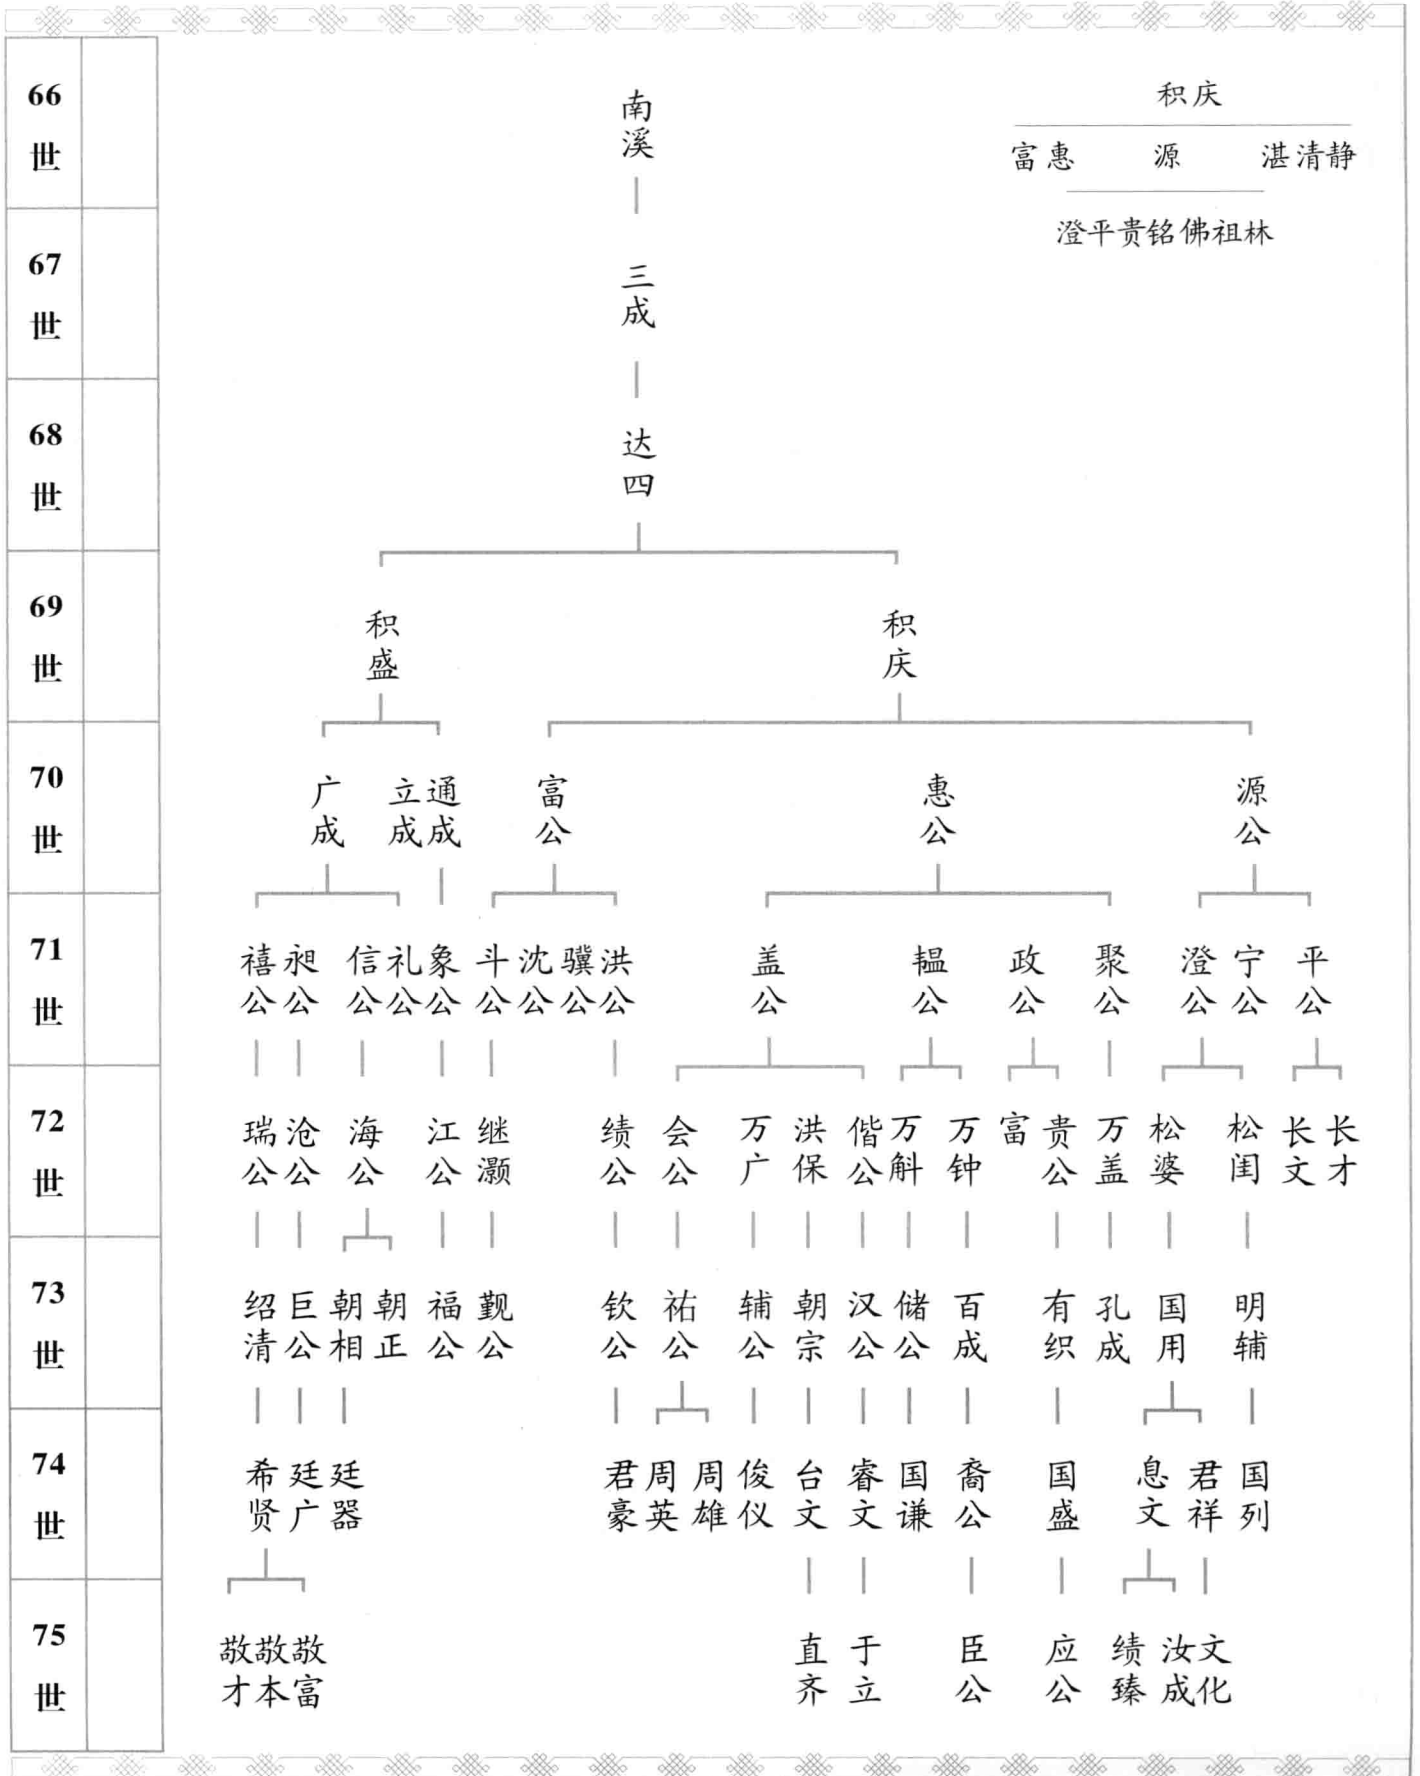 积庆
富惠 源 湛清静
澄平贵铭佛祖林
66世
南溪
67世
三成
68世
达四
69世
积盛 积庆
70世
广成 立成 通成 富公 惠公 源公
71世
禧公 昶公 信公 礼公 象公 斗公 沈公 骥公 洪公 盖公 韫公 政公 聚公 澄公 宁公 平公
72世
瑞公 沧公 海公 江公 继灏 绩公 会公 万广 洪保 偕公 万斛 万钟 富 贵公 万盖 松婆 松闰 长文 长才
73世
绍清 巨公 朝相 朝正 福公 觐公 钦公 祐公 辅公 朝宗 汉公 储公 百成 有织 孔成 国用 明辅
74世
希贤 廷广 廷器 君豪 周英 周雄 俊仪 台文 睿文 国谦 裔公 国盛 息文 君祥 国列
75世
敬才 敬本 敬富 直齐 于立 臣公 应公 绩臻 汝成 文化